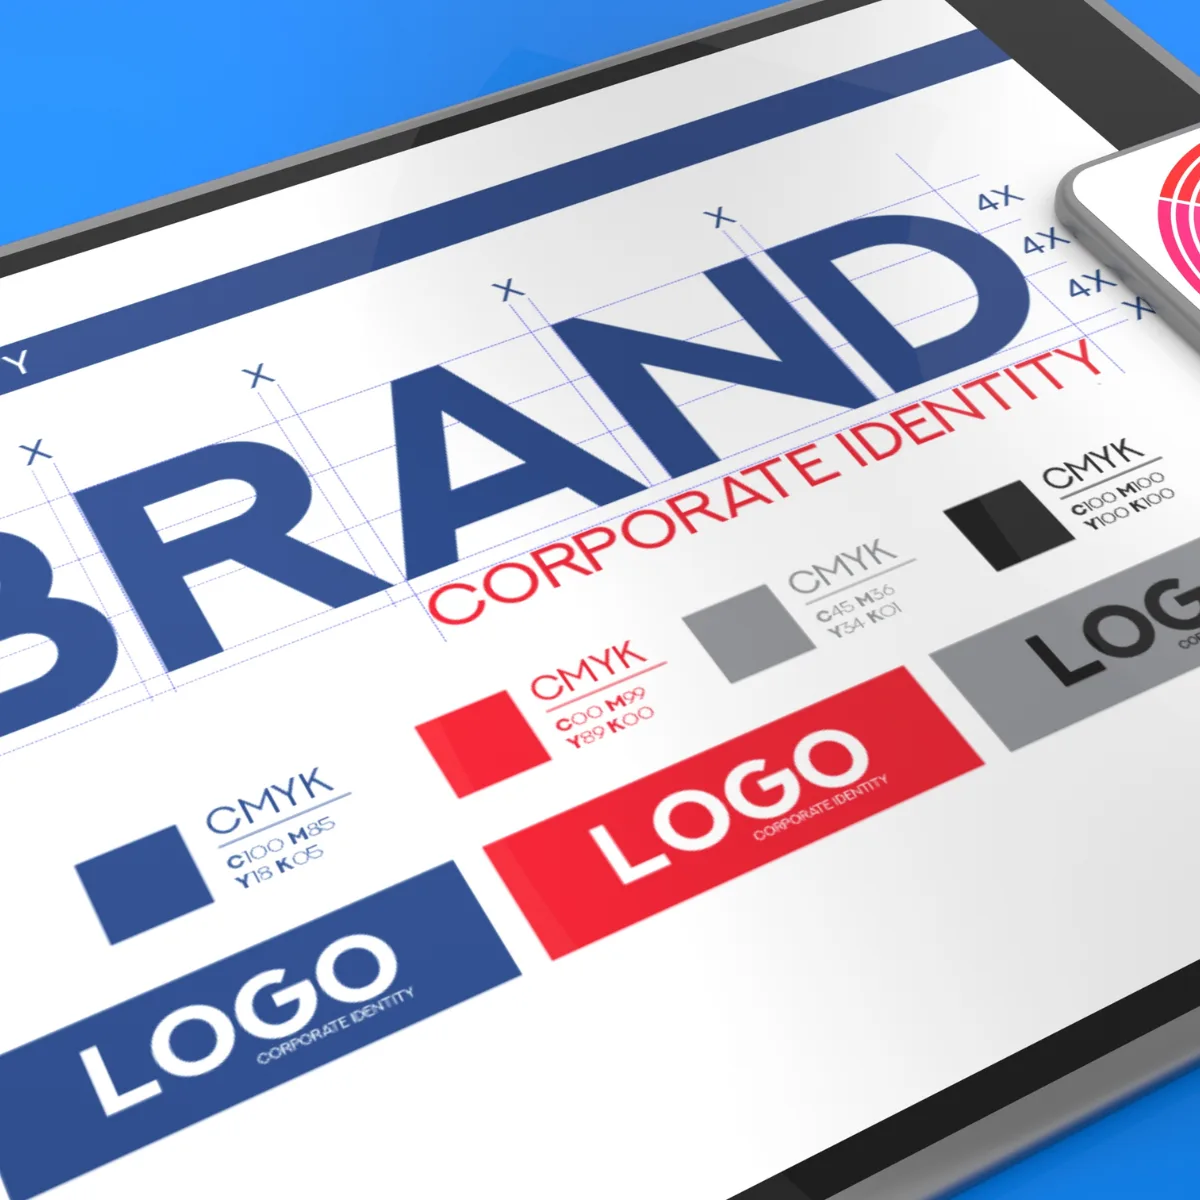 Y
X X X X
4X
4X
4X
X
BRAND
CORPORATE IDENTITY
CMYK
C100 M85
Y18 K05
CMYK
C00 M99
Y89 K00
CMYK
C45 M36
Y34 K01
CMYK
C100 M100
Y100 K100
LOGO
CORPORATE IDENTITY
LOGO
CORPORATE IDENTITY
LOG